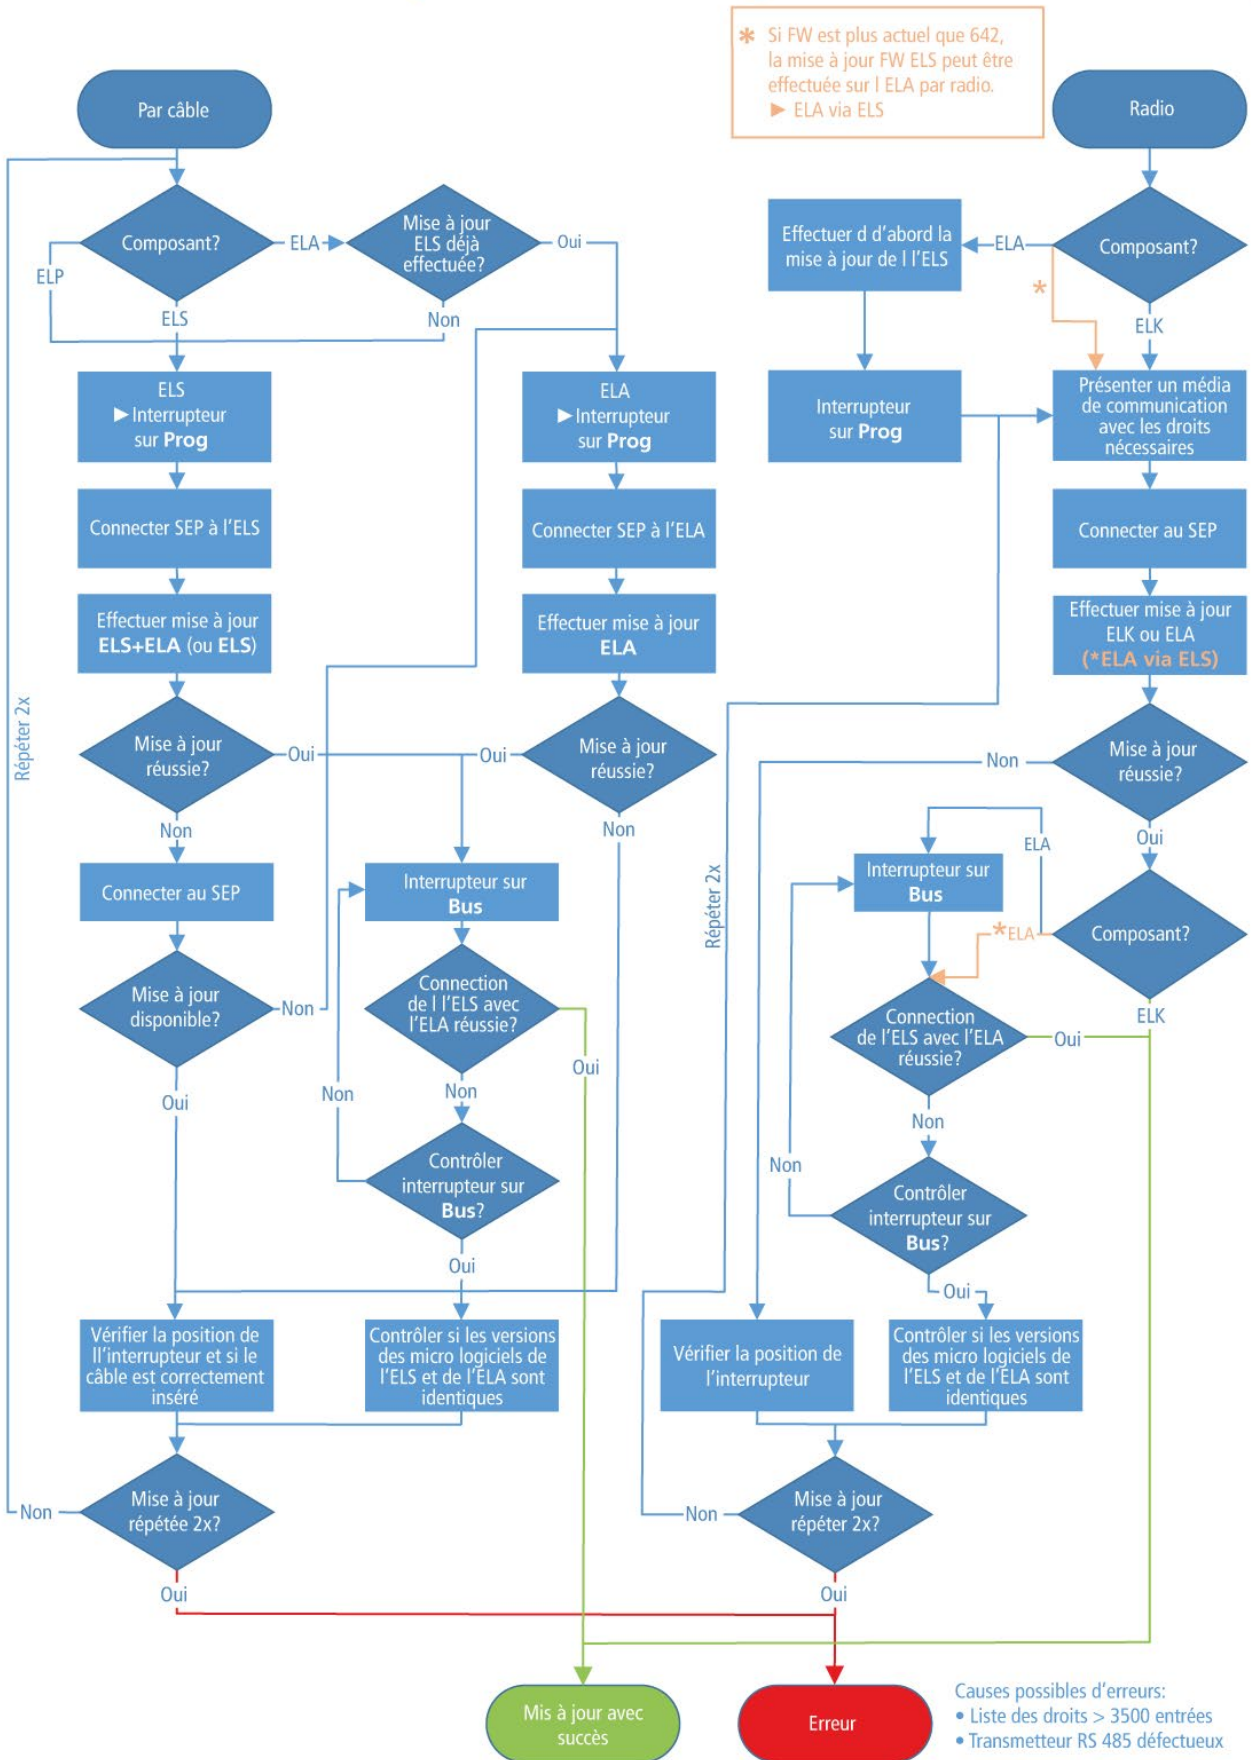 * Si FW est plus actuel que 642,
la mise à jour FW ELS peut être
effectuée sur l ELA par radio.
► ELA via ELS
Par câble
Composant?
ELP
ELA
ELS
Mise à jour
ELS déjà
effectuée?
Oui
Non
ELS
► Interrupteur
sur Prog
Connecter SEP à l'ELS
Effectuer mise à jour
ELS+ELA (ou ELS)
Mise à jour
réussie?
Oui
Non
Connecter au SEP
Mise à jour
disponible?
Non
Oui
Répéter 2x
ELA
► Interrupteur
sur Prog
Connecter SEP à l'ELA
Effectuer mise à jour
ELA
Mise à jour
réussie?
Oui
Non
Interrupteur sur
Bus
Connection
de l l'ELS avec
l'ELA réussie?
Oui
Non
Non
Contrôler
interrupteur sur
Bus?
Oui
Vérifier la position de
ll'interrupteur et si le
câble est correctement
inséré
Contrôler si les versions
des micro logiciels de
l'ELS et de l'ELA sont
identiques
Mise à jour
répétée 2x?
Non
Oui
Radio
Composant?
ELA
*
ELK
Effectuer d d'abord la
mise à jour de l l'ELS
Interrupteur
sur Prog
Présenter un média
de communication
avec les droits
nécessaires
Connecter au SEP
Effectuer mise à jour
ELK ou ELA
(*ELA via ELS)
Mise à jour
réussie?
Non
Oui
Composant?
ELA
*ELA
ELK
Répéter 2x
Interrupteur sur
Bus
Connection
de l'ELS avec l'ELA
réussie?
Oui
Non
Non
Contrôler
interrupteur sur
Bus?
Oui
Vérifier la position de
l'interrupteur
Contrôler si les versions
des micro logiciels de
l'ELS et de l'ELA sont
identiques
Mise à jour
répéter 2x?
Non
Oui
Mis à jour avec
succès
Erreur
Causes possibles d'erreurs:
• Liste des droits > 3500 entrées
• Transmetteur RS 485 défectueux